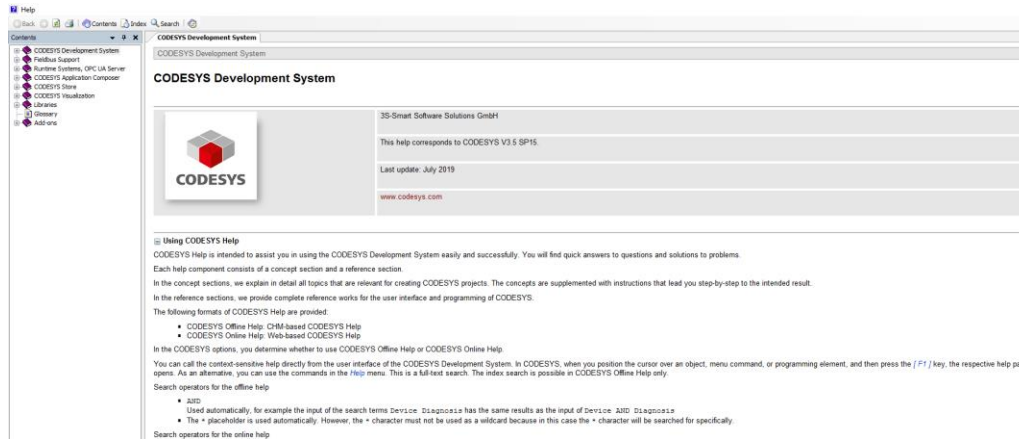 Help
Back Contents Index Search
Contents
CODESYS Development System
Fieldbus Support
Runtime Systems, OPC UA Server
CODESYS Application Composer
CODESYS Store
CODESYS Visualization
Libraries
Glossary
Add-ons
CODESYS Development System
CODESYS Development System
CODESYS Development System
CODESYS
3S-Smart Software Solutions GmbH
This help corresponds to CODESYS V3.5 SP15.
Last update: July 2019
www.codesys.com
Using CODESYS Help
CODESYS Help is intended to assist you in using the CODESYS Development System easily and successfully. You will find quick answers to questions and solutions to problems.
Each help component consists of a concept section and a reference section.
In the concept sections, we explain in detail all topics that are relevant for creating CODESYS projects. The concepts are supplemented with instructions that lead you step-by-step to the intended result.
In the reference sections, we provide complete reference works for the user interface and programming of CODESYS.
The following formats of CODESYS Help are provided:
CODESYS Offline Help: CHM-based CODESYS Help
CODESYS Online Help: Web-based CODESYS Help
In the CODESYS options, you determine whether to use CODESYS Offline Help or CODESYS Online Help.
You can call the context-sensitive help directly from the user interface of the CODESYS Development System. In CODESYS, when you position the cursor over an object, menu command, or programming element, and then press the [F1] key, the respective help pa
opens. As an alternative, you can use the commands in the Help menu. This is a full-text search. The index search is possible in CODESYS Offline Help only.
Search operators for the offline help
AND
Used automatically, for example the input of the search terms Device Diagnosis has the same results as the input of Device AND Diagnosis
The * placeholder is used automatically. However, the * character must not be used as a wildcard because in this case the * character will be searched for specifically.
Search operators for the online help